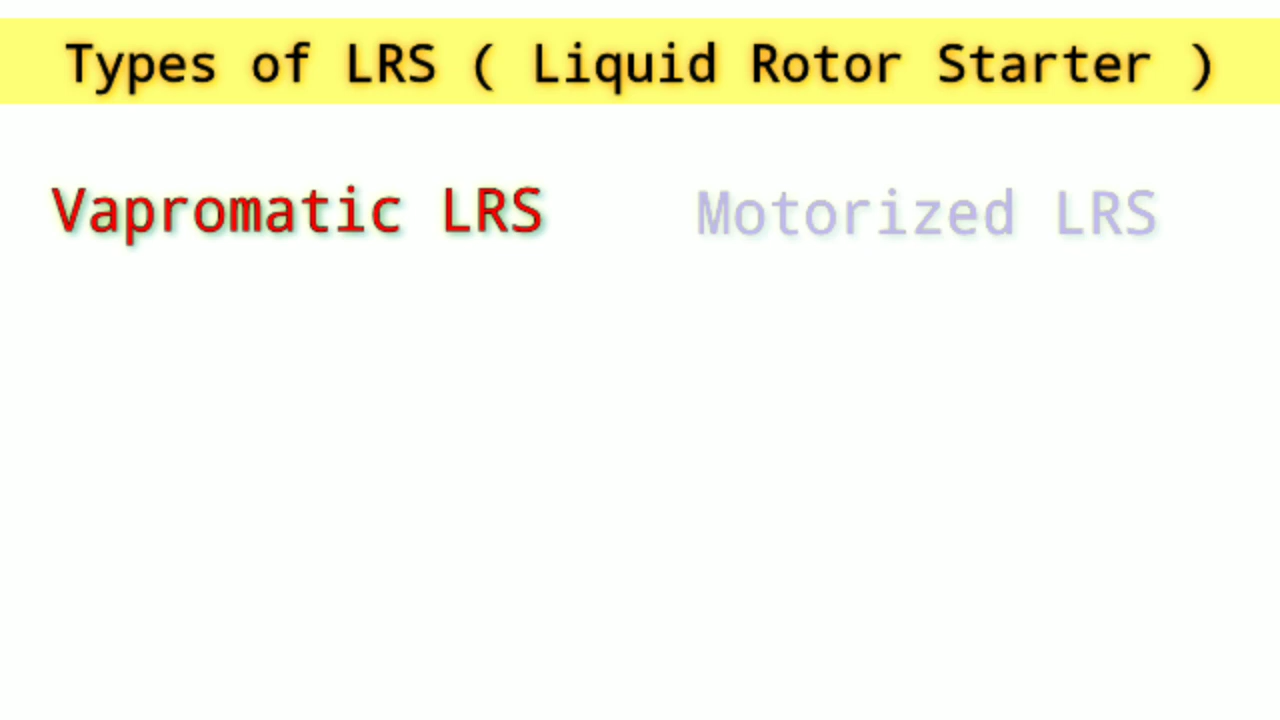 Types of LRS ( Liquid Rotor Starter )
Vapromatic LRS Motorized LRS